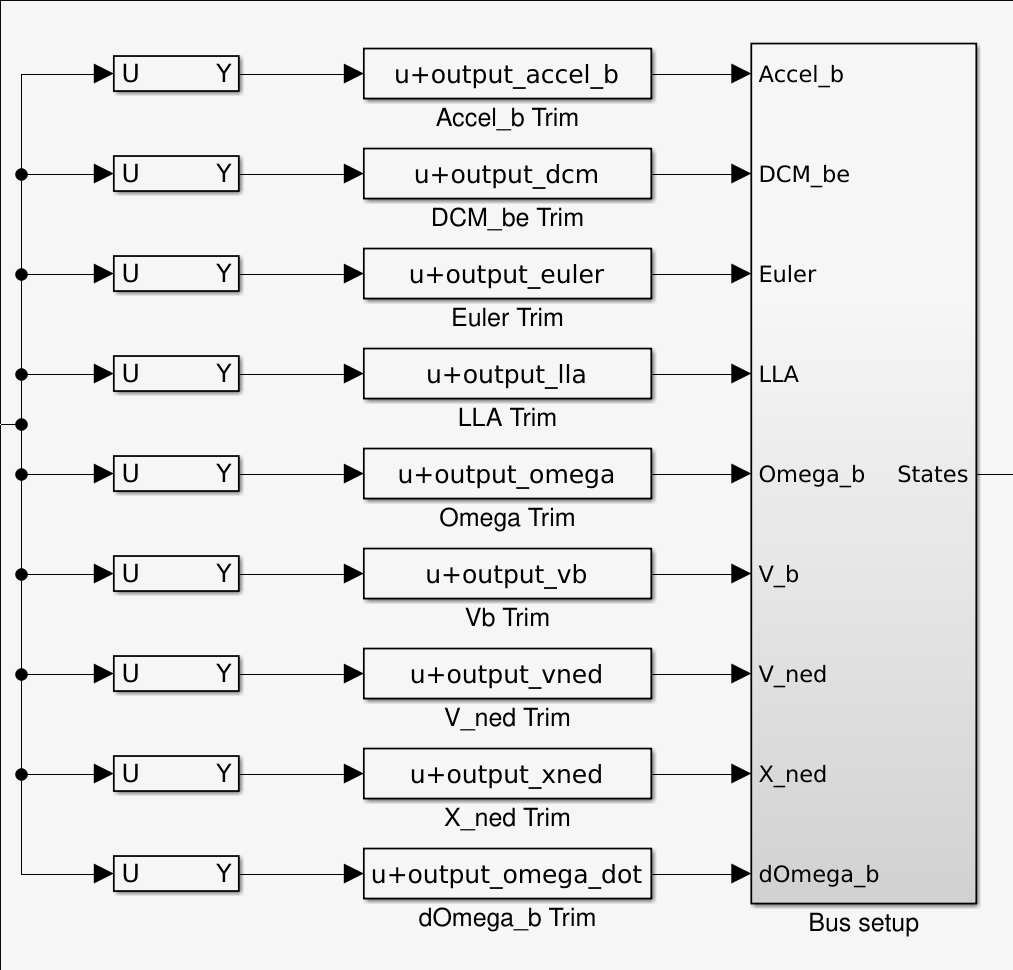 U Y u+output_accel_b Accel_b
Accel_b Trim
U Y u+output_dcm DCM_be
DCM_be Trim
U Y u+output_euler Euler
Euler Trim
U Y u+output_lla LLA
LLA Trim
U Y u+output_omega Omega_b States
Omega Trim
U Y u+output_vb V_b
Vb Trim
U Y u+output_vned V_ned
V_ned Trim
U Y u+output_xned X_ned
X_ned Trim
U Y u+output_omega_dot dOmega_b
dOmega_b Trim
Bus setup